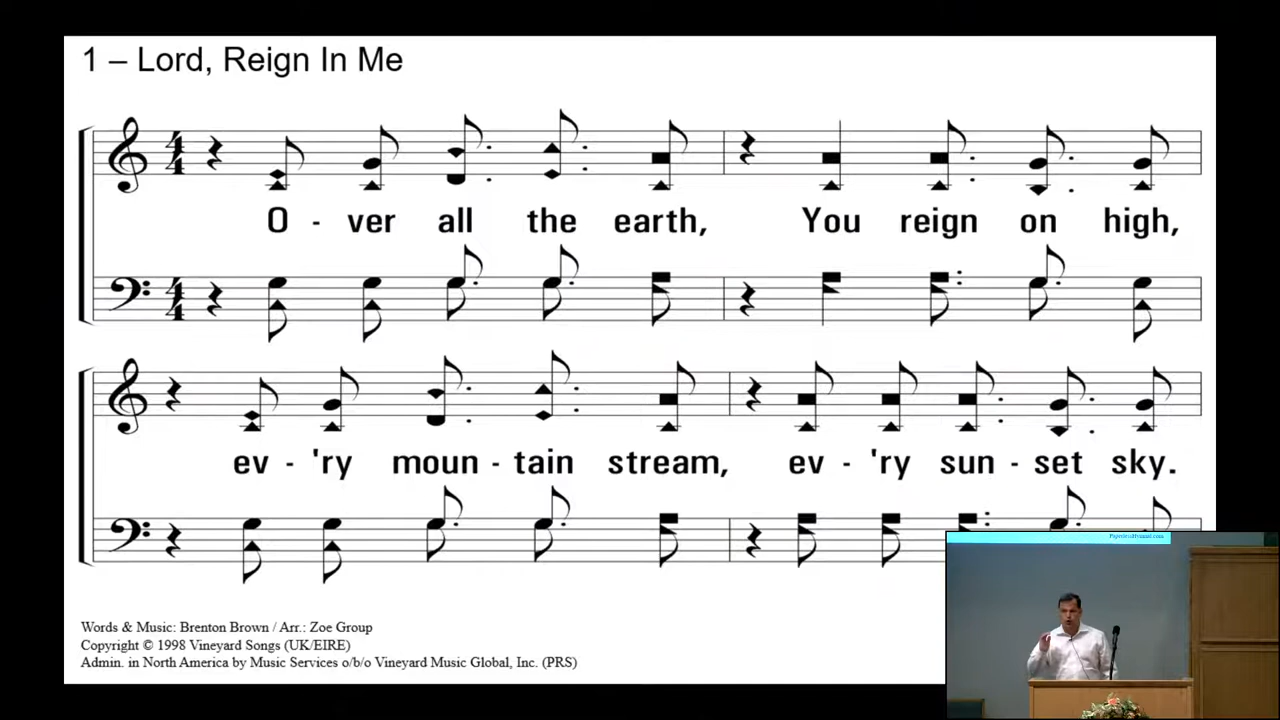 1 – Lord, Reign In Me
O - ver all the earth, You reign on high,
ev - 'ry moun - tain stream, ev - 'ry sun - set sky.
Words & Music: Brenton Brown / Arr.: Zoe Group
Copyright © 1998 Vineyard Songs (UK/EIRE)
Admin. in North America by Music Services o/b/o Vineyard Music Global, Inc. (PRS)